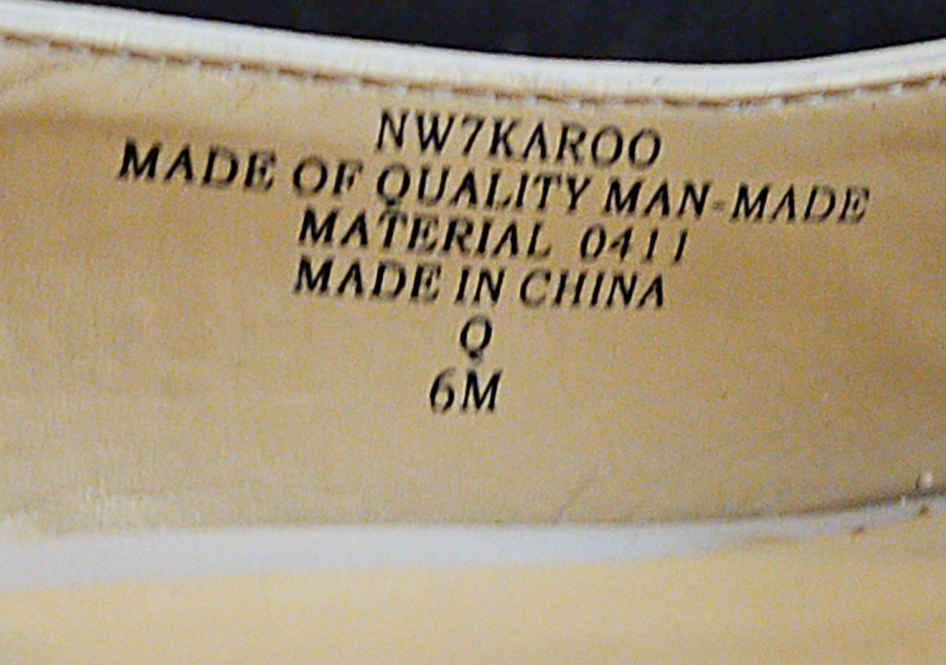 NW7KAROO
MADE OF QUALITY MAN-MADE
MATERIAL 0411
MADE IN CHINA
Q
6M